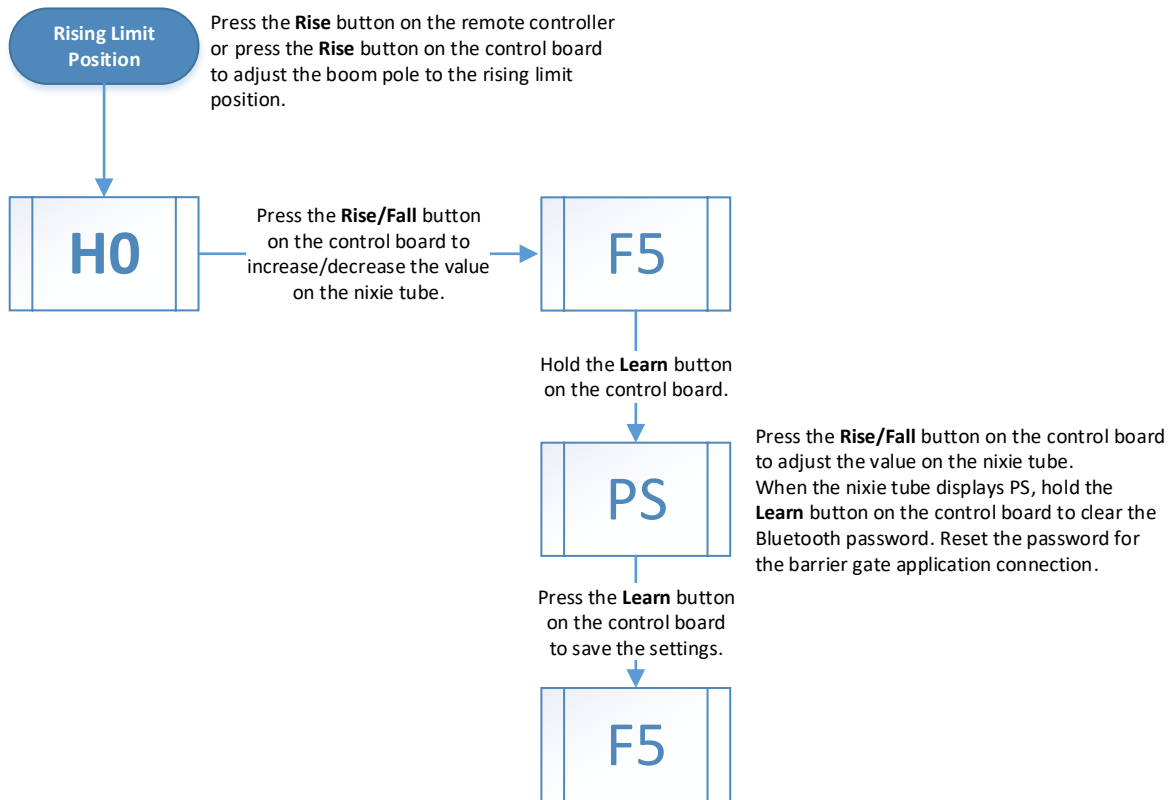 Rising Limit
Position
Press the Rise button on the remote controller
or press the Rise button on the control board
to adjust the boom pole to the rising limit
position.
H0
Press the Rise/Fall button
on the control board to
increase/decrease the value
on the nixie tube.
F5
Hold the Learn button
on the control board.
PS
Press the Rise/Fall button on the control board
to adjust the value on the nixie tube.
When the nixie tube displays PS, hold the
Learn button on the control board to clear the
Bluetooth password. Reset the password for
the barrier gate application connection.
Press the Learn button
on the control board
to save the settings.
F5